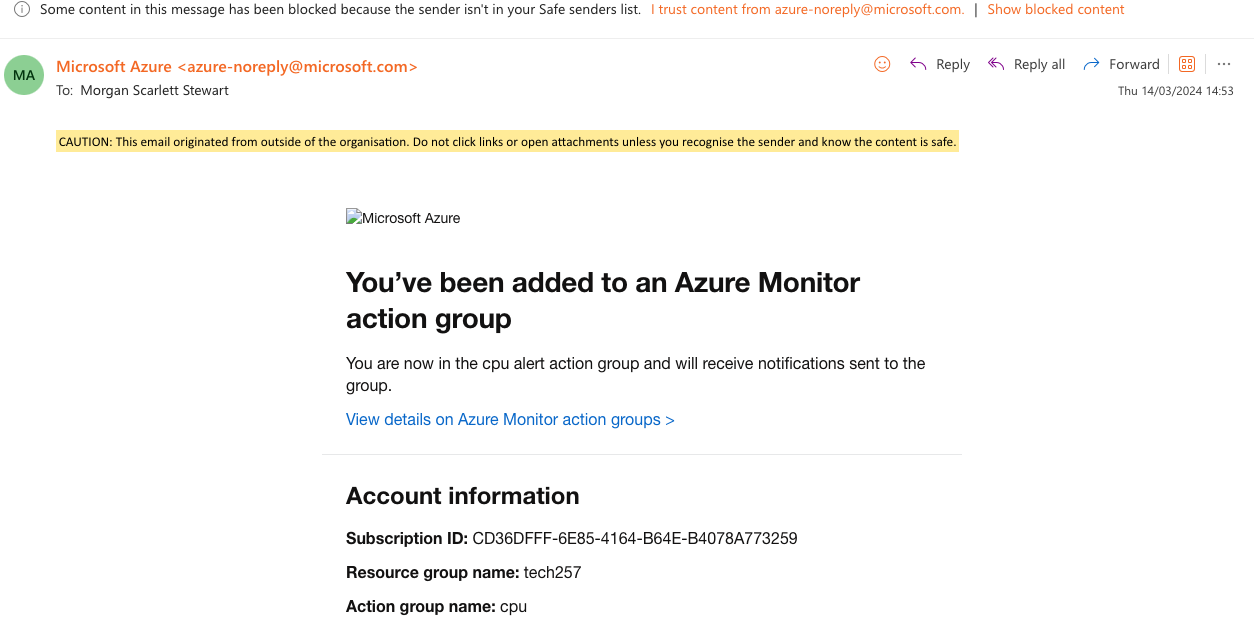 Some content in this message has been blocked because the sender isn't in your Safe senders list. I trust content from azure-noreply@microsoft.com. | Show blocked content
MA
Microsoft Azure <azure-noreply@microsoft.com>
Reply Reply all Forward
To: Morgan Scarlett Stewart
Thu 14/03/2024 14:53
CAUTION: This email originated from outside of the organisation. Do not click links or open attachments unless you recognise the sender and know the content is safe.
Microsoft Azure
You’ve been added to an Azure Monitor
action group
You are now in the cpu alert action group and will receive notifications sent to the
group.
View details on Azure Monitor action groups >
Account information
Subscription ID: CD36DFFF-6E85-4164-B64E-B4078A773259
Resource group name: tech257
Action group name: cpu